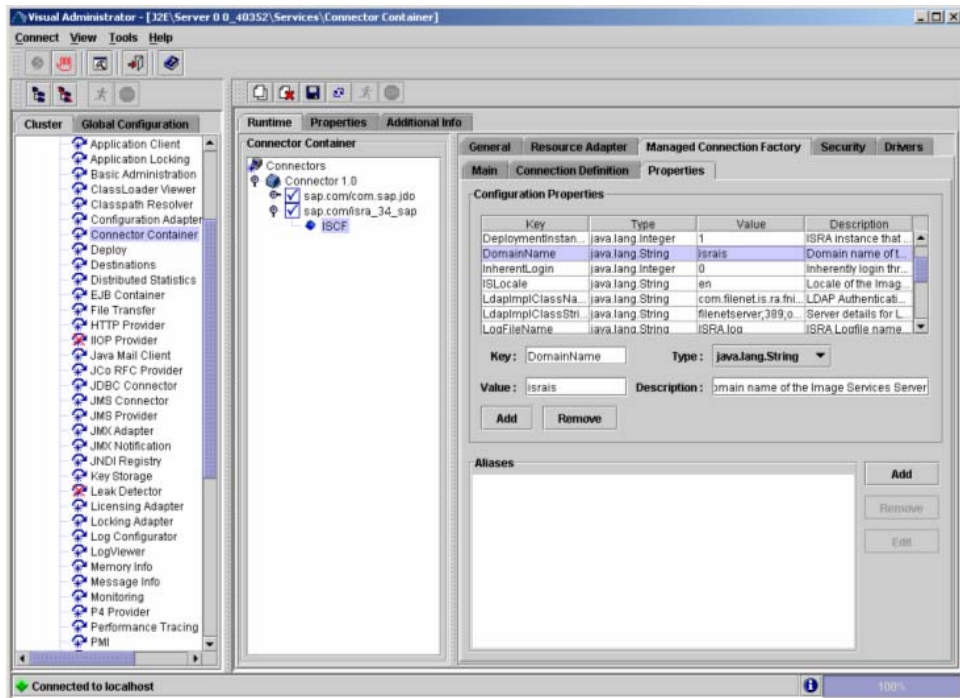 Visual Administrator - [J2E\Server 0 0_40352\Services\Connector Container]
Connect View Tools Help
Cluster Global Configuration
Application Client
Application Locking
Basic Administration
ClassLoader Viewer
Classpath Resolver
Configuration Adapter
Connector Container
Deploy
Destinations
Distributed Statistics
EJB Container
File Transfer
HTTP Provider
IIOP Provider
Java Mail Client
JCo RFC Provider
JDBC Connector
JMS Connector
JMS Provider
JMX Adapter
JMX Notification
JNDI Registry
Key Storage
Leak Detector
Licensing Adapter
Locking Adapter
Log Configurator
LogViewer
Memory Info
Message Info
Monitoring
P4 Provider
Performance Tracing
PMI
Runtime Properties Additional Info
Connector Container
Connectors
Connector 1.0
sap.com/com.sap.jdo
sap.com/isra_34_sap
ISCF
General Resource Adapter Managed Connection Factory Security Drivers
Main Connection Definition Properties
Configuration Properties
Key Type Value Description
DeploymentInstan... java.lang.Integer 1 ISRA instance that ...
DomainName java.lang.String israis Domain name of t...
InherentLogin java.lang.Integer 0 Inherently login thr...
ISLocale java.lang.String en Locale of the Imag...
LdapImplClassNa... java.lang.String com.filenet.is.ra.fni... LDAP Authenticati...
LdapImplClassStri... java.lang.String filenetserver;389;o... Server details for L...
LogFileName java.lang.String ISRA.log ISRA Logfile name...
Key : DomainName Type : java.lang.String
Value : israis Description : omain name of the Image Services Server
Add Remove
Aliases
Add
Remove
Edit
Connected to localhost 100%